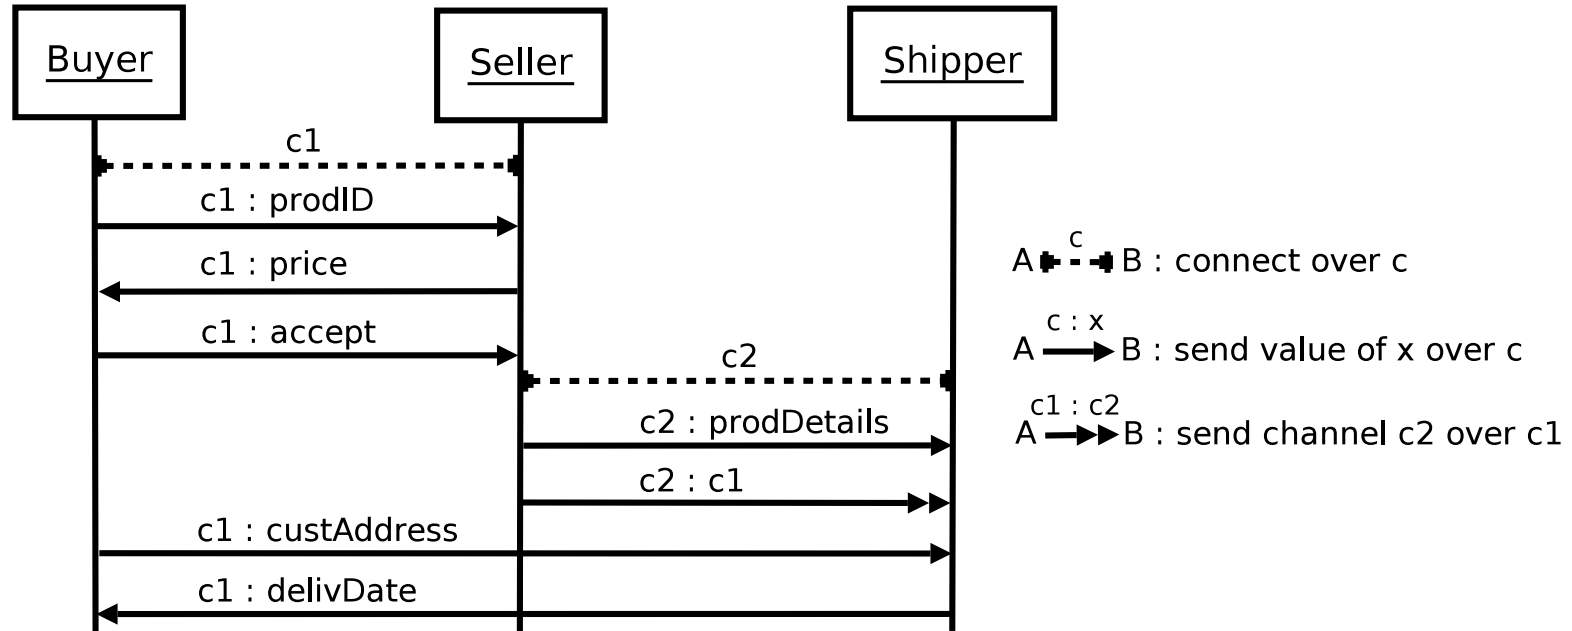 Buyer
Seller
Shipper
c1
c1 : prodID
c1 : price
c1 : accept
c2
c2 : prodDetails
c2 : c1
c1 : custAddress
c1 : delivDate
c
A B : connect over c
c : x
A B : send value of x over c
c1 : c2
A B : send channel c2 over c1